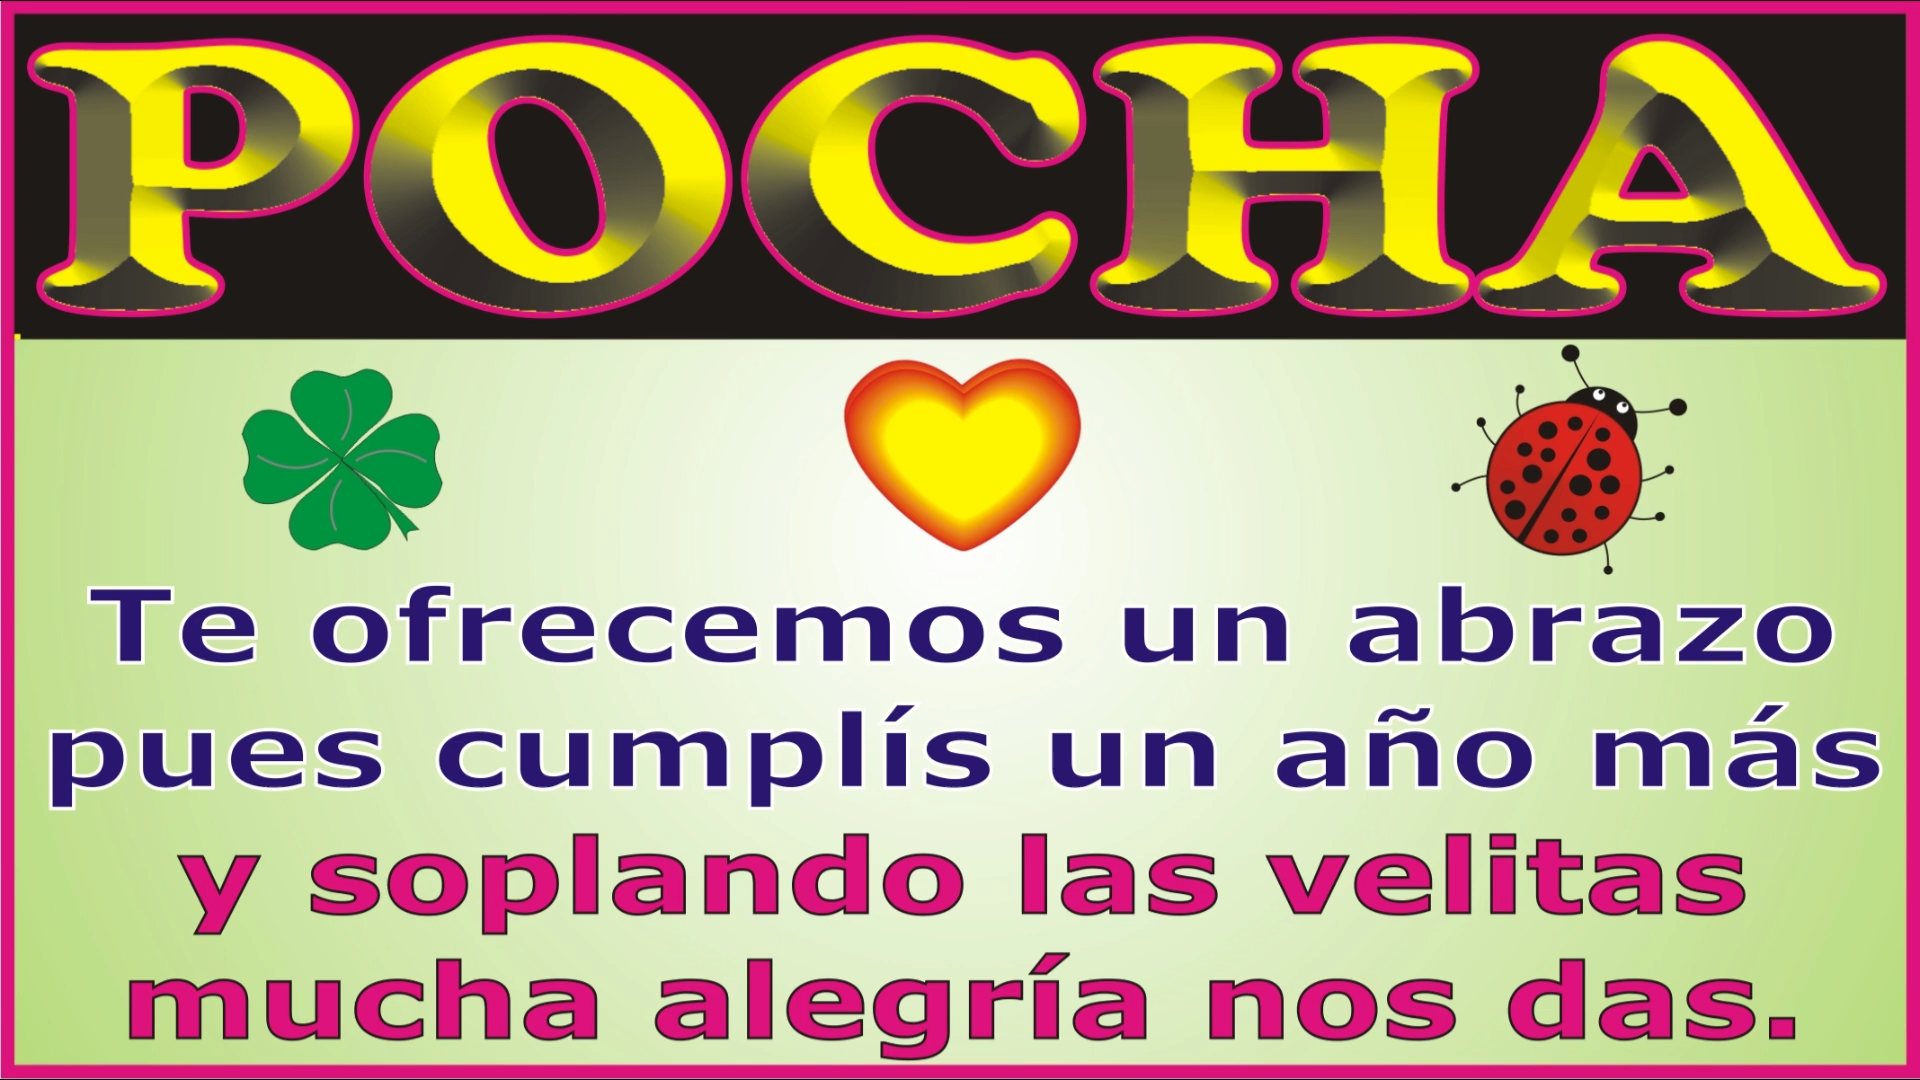 POCHA
Te ofrecemos un abrazo
pues cumplís un año más
y soplando las velitas
mucha alegría nos das.